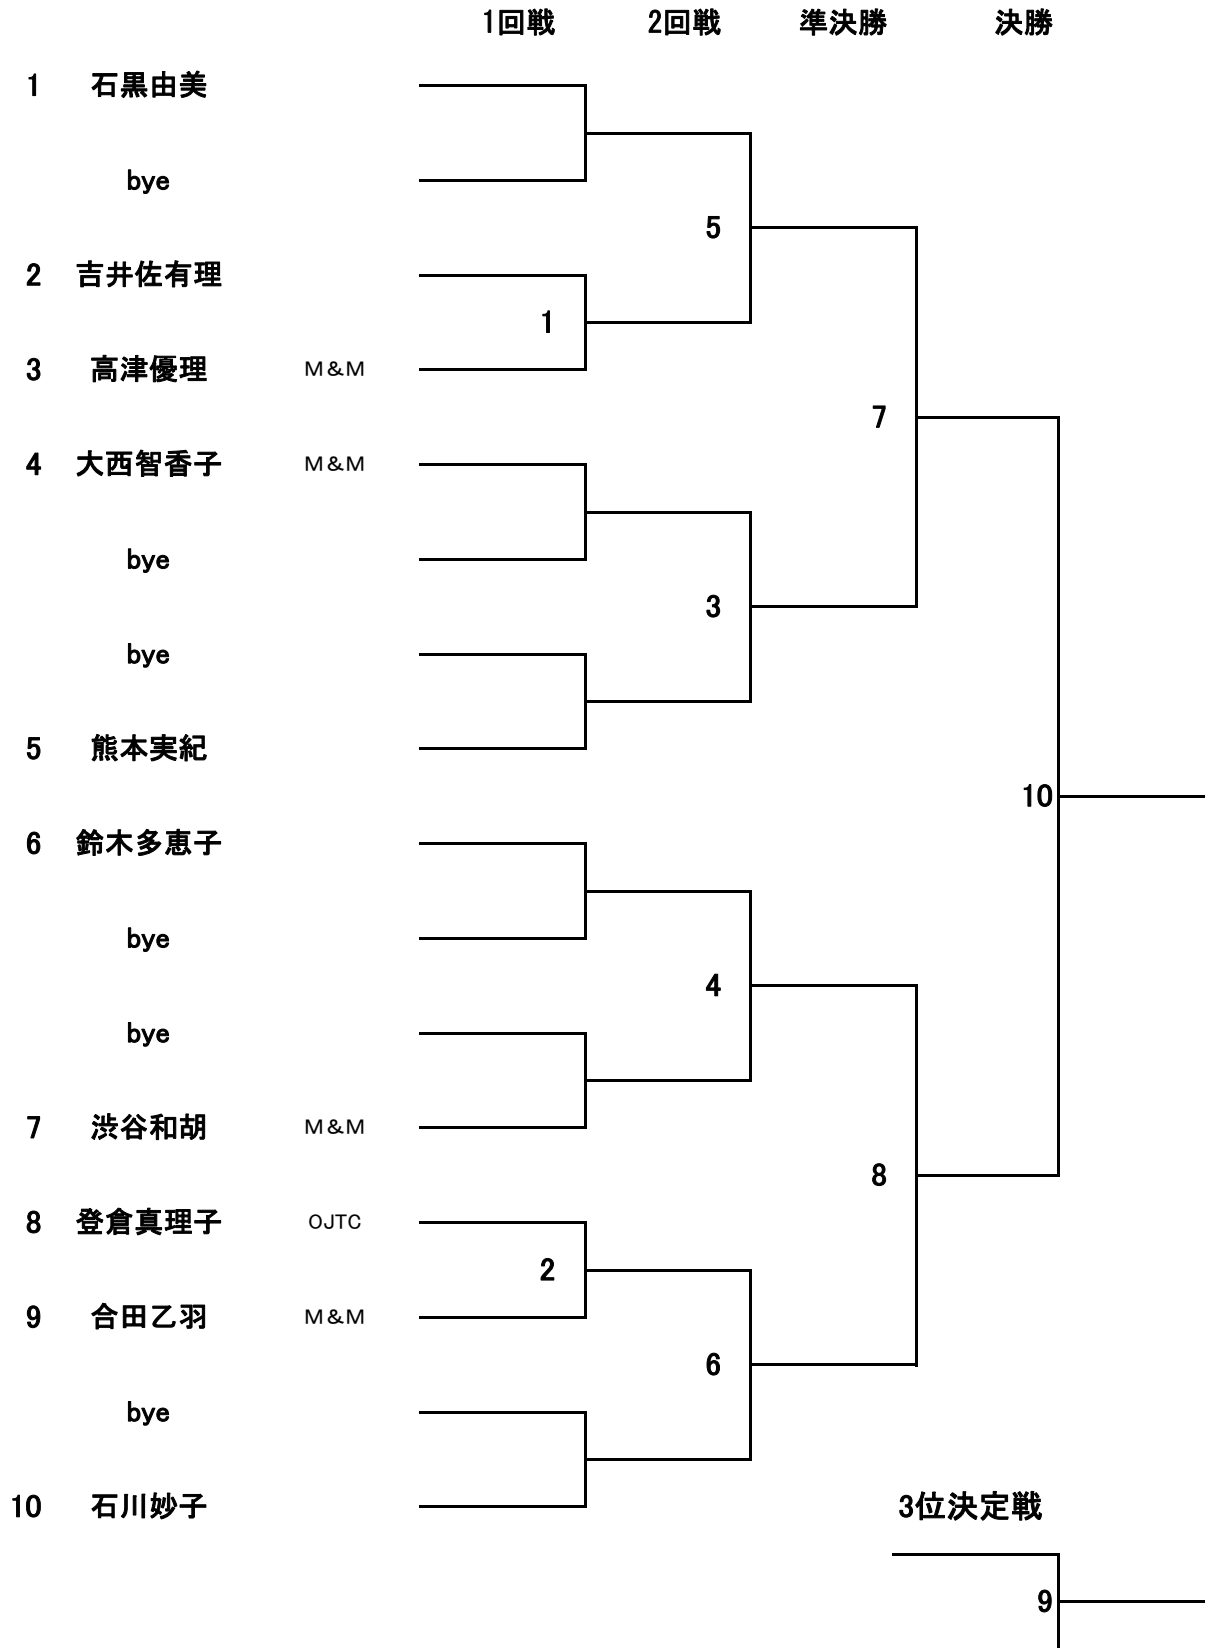 1回戦 2回戦 準決勝 決勝
1 石黒由美
bye
5
2 吉井佐有理
1
3 高津優理 M&M
7
4 大西智香子 M&M
bye
3
bye
5 熊本実紀
10
6 鈴木多恵子
bye
4
bye
7 渋谷和胡 M&M
8
8 登倉真理子 OJTC
2
9 合田乙羽 M&M
6
bye
10 石川妙子 3位決定戦
9